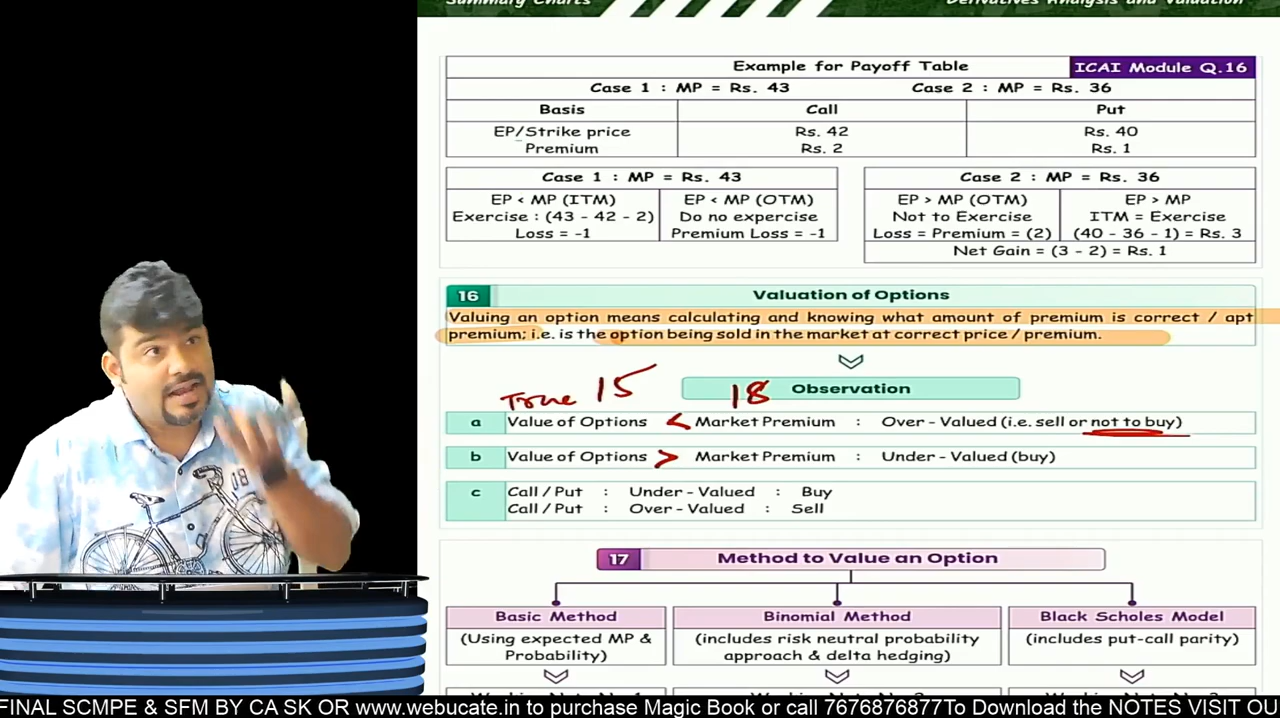 Summary Charts Derivatives Analysis and Valuation
Example for Payoff Table ICAI Module Q.16
Case 1 : MP = Rs. 43 Case 2 : MP = Rs. 36
Basis Call Put
EP/Strike price Rs. 42 Rs. 40
Premium Rs. 2 Rs. 1
Case 1 : MP = Rs. 43
EP < MP (ITM) EP < MP (OTM)
Exercise : (43 - 42 - 2) Do no expercise
Loss = -1 Premium Loss = -1
Case 2 : MP = Rs. 36
EP > MP (OTM) EP > MP
Not to Exercise ITM = Exercise
Loss = Premium = (2) (40 - 36 - 1) = Rs. 3
Net Gain = (3 - 2) = Rs. 1
16 Valuation of Options
Valuing an option means calculating and knowing what amount of premium is correct / apt
premium; i.e. is the option being sold in the market at correct price / premium.
Observation
True 15 18
a Value of Options < Market Premium : Over - Valued (i.e. sell or not to buy)
b Value of Options > Market Premium : Under - Valued (buy)
c Call / Put : Under - Valued : Buy
Call / Put : Over - Valued : Sell
17 Method to Value an Option
Basic Method Binomial Method Black Scholes Model
(Using expected MP & (includes risk neutral probability (includes put-call parity)
Probability) approach & delta hedging)
FINAL SCMPE & SFM BY CA SK OR www.webucate.in to purchase Magic Book or call 7676876877To Download the NOTES VISIT OU